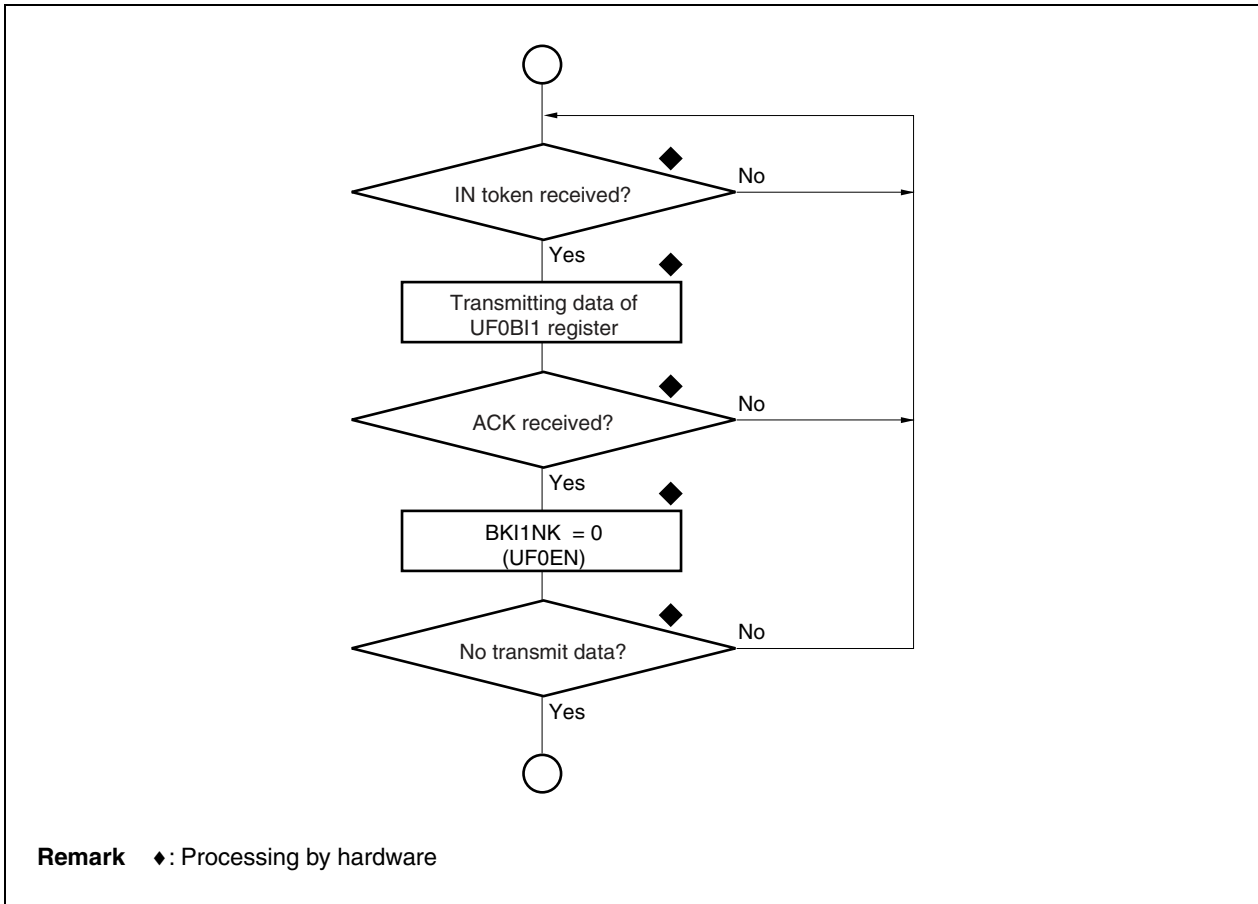 IN token received?
No
Yes
Transmitting data of
UF0BI1 register
ACK received?
No
Yes
BKI1NK = 0
(UF0EN)
No transmit data?
No
Yes
Remark ♦: Processing by hardware